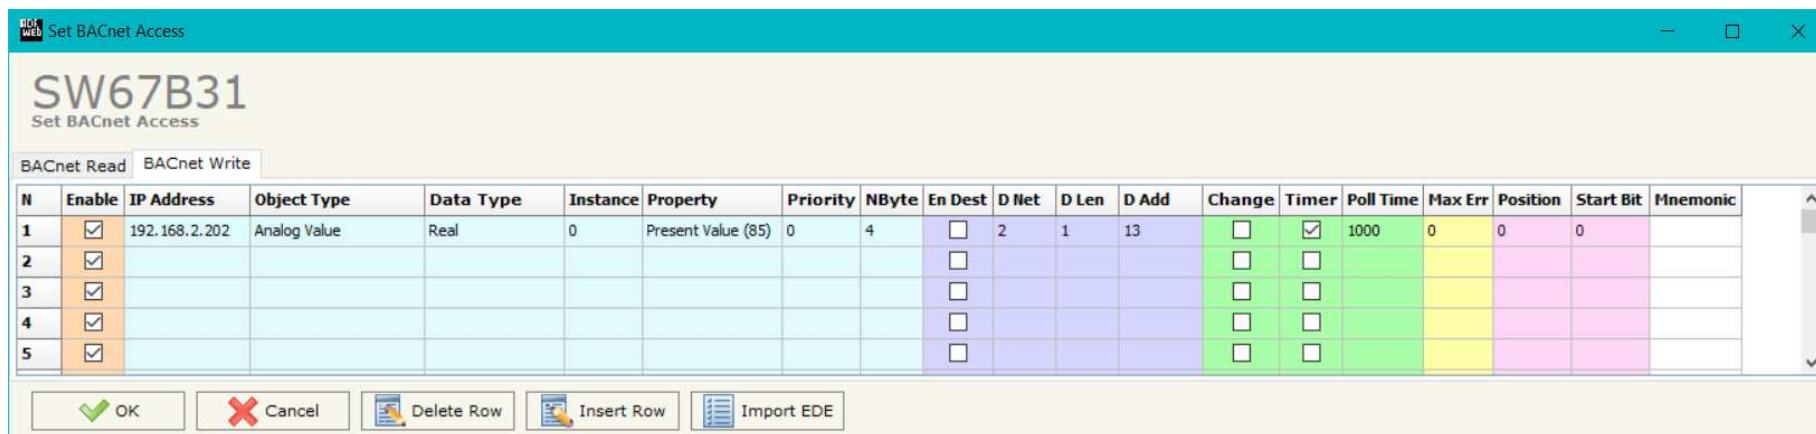 ADF WEB Set BACnet Access
SW67B31
Set BACnet Access
BACnet Read BACnet Write
N Enable IP Address Object Type Data Type Instance Property Priority NByte En Dest D Net D Len D Add Change Timer Poll Time Max Err Position Start Bit Mnemonic
1 192.168.2.202 Analog Value Real 0 Present Value (85) 0 4 2 1 13 1000 0 0 0
2
3
4
5
OK Cancel Delete Row Insert Row Import EDE